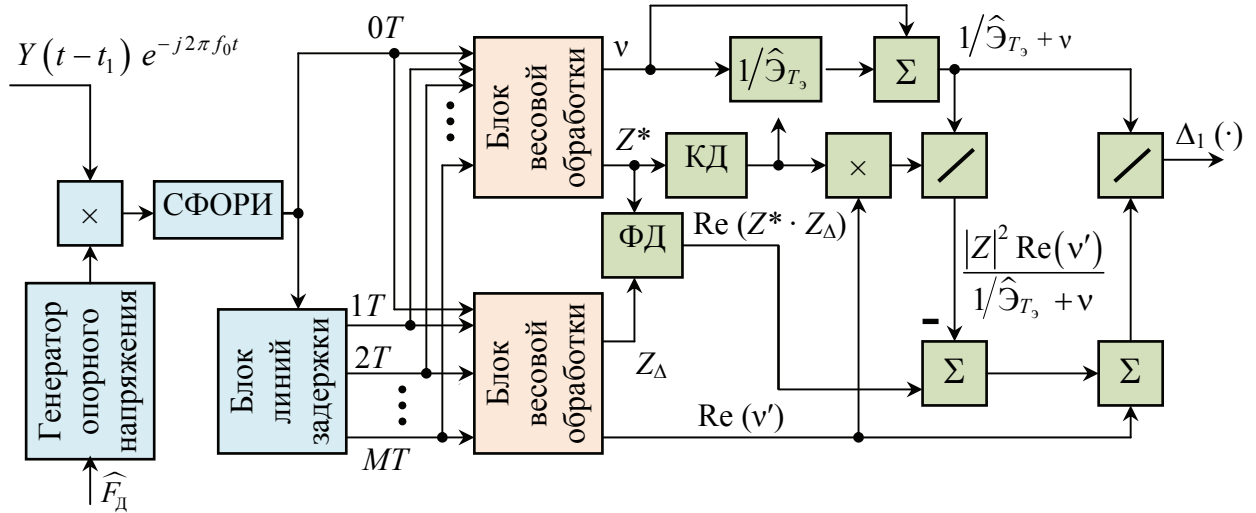 Y(t − t₁) e^{−j2πf₀t}
×
СФОРИ
Генератор
опорного
напряжения
F̂_Д
0T
Блок
линий
задержки
1T
2T
MT
Блок
весовой
обработки
ν
Z*
Блок
весовой
обработки
Z_Δ
Re (ν′)
ФД
Re (Z* · Z_Δ)
КД
1/Э̂_{Tэ}
Σ
1/Э̂_{Tэ} + ν
×
|Z|² Re(ν′)
1/Э̂_{Tэ} + ν
−
Σ
Σ
Δ₁ (·)